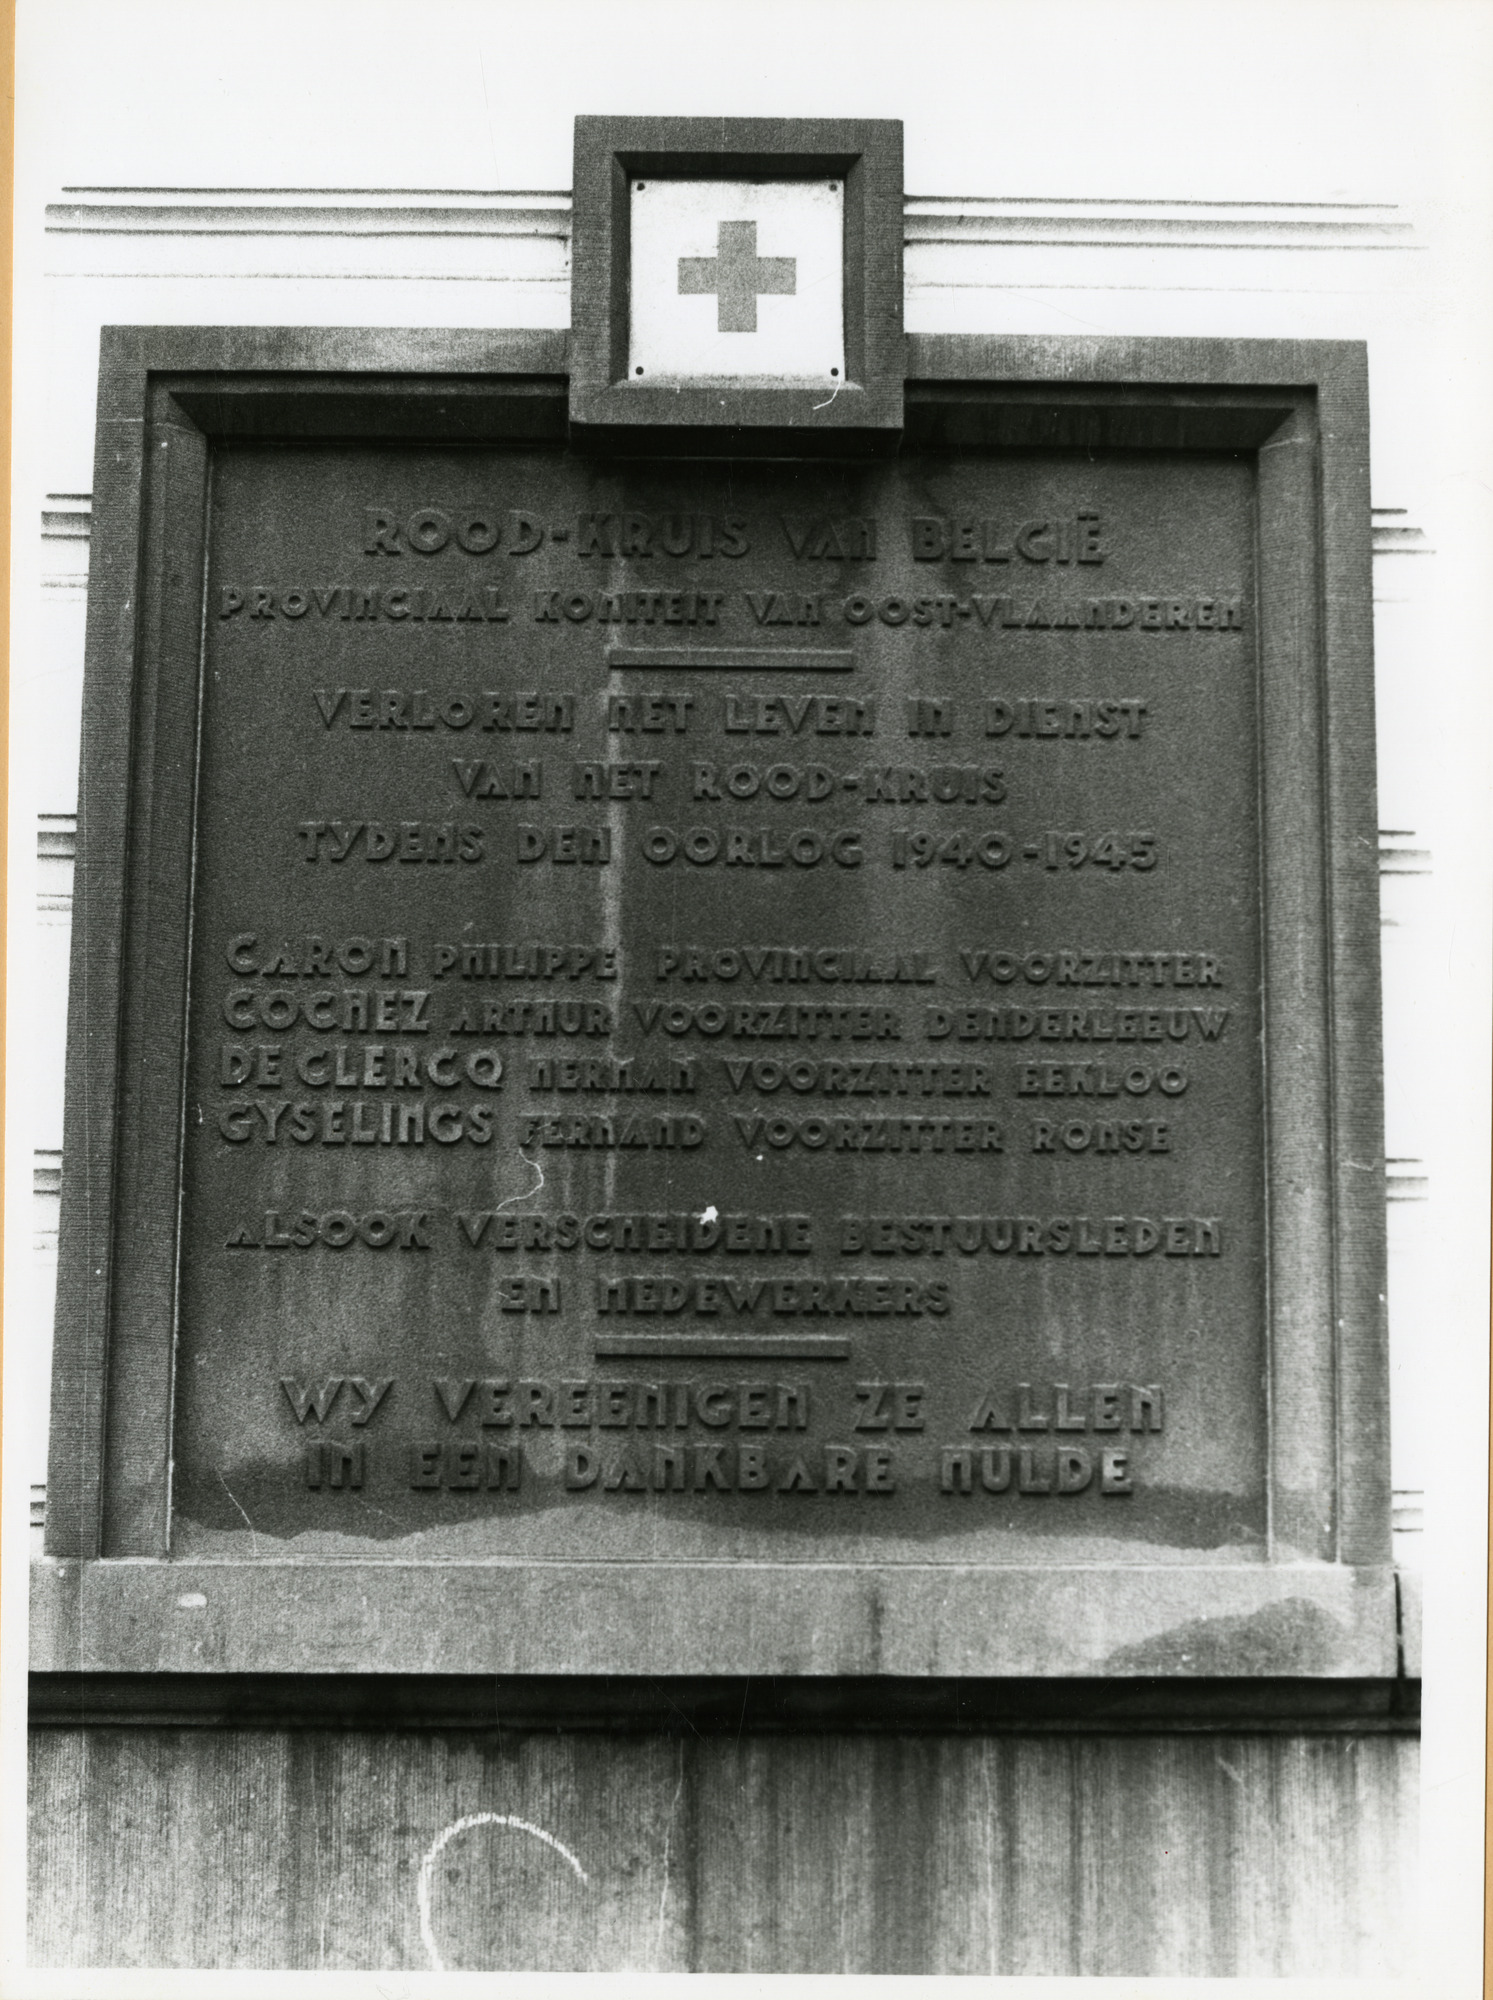 ROOD-KRUIS VAN BELGIË
PROVINCIAAL KOMITEIT VAN OOST-VLAANDEREN
VERLOREN HET LEVEN IN DIENST
VAN HET ROOD-KRUIS
TYDENS DEN OORLOG 1940-1945
CARON PHILIPPE PROVINCIAAL VOORZITTER
COCHEZ ARTHUR VOORZITTER DENDERLEEUW
DE CLERCQ HERMAN VOORZITTER EEKLOO
GYSELINGS FERNAND VOORZITTER RONSE
ALSOOK VERSCHEIDENE BESTUURSLEDEN
EN MEDEWERKERS
WY VEREENIGEN ZE ALLEN
IN EEN DANKBARE HULDE